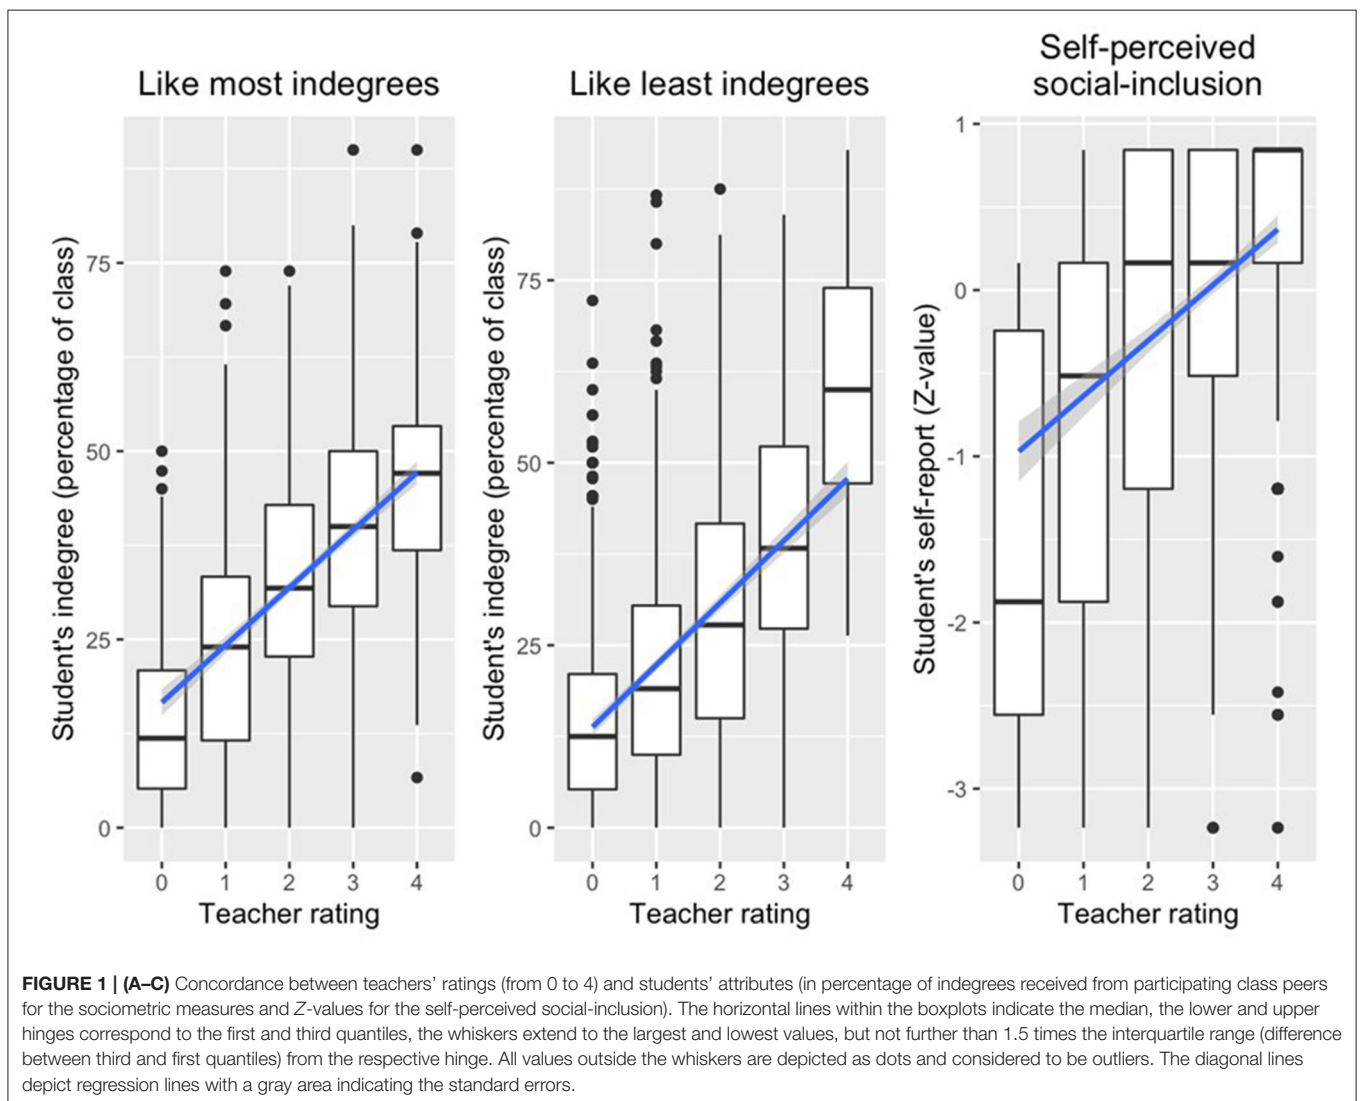 Like most indegrees
Student's indegree (percentage of class)
75
50
25
0
0 1 2 3 4
Teacher rating
Like least indegrees
Student's indegree (percentage of class)
75
50
25
0
0 1 2 3 4
Teacher rating
Self-perceived
social-inclusion
Student's self-report (Z-value)
1
0
-1
-2
-3
0 1 2 3 4
Teacher rating
FIGURE 1 | (A–C) Concordance between teachers' ratings (from 0 to 4) and students' attributes (in percentage of indegrees received from participating class peers
for the sociometric measures and Z-values for the self-perceived social-inclusion). The horizontal lines within the boxplots indicate the median, the lower and upper
hinges correspond to the first and third quantiles, the whiskers extend to the largest and lowest values, but not further than 1.5 times the interquartile range (difference
between third and first quantiles) from the respective hinge. All values outside the whiskers are depicted as dots and considered to be outliers. The diagonal lines
depict regression lines with a gray area indicating the standard errors.